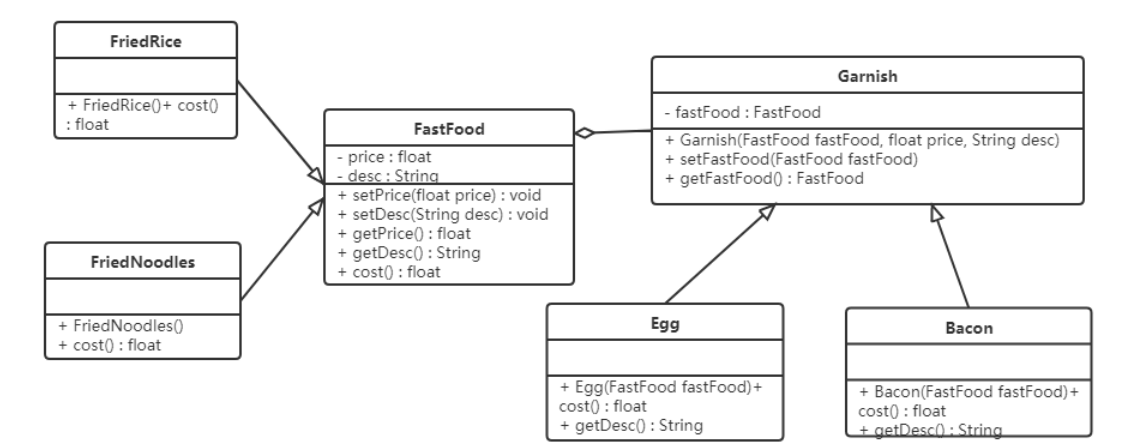 FriedRice
+ FriedRice()+ cost()
: float
FastFood
- price : float
- desc : String
+ setPrice(float price) : void
+ setDesc(String desc) : void
+ getPrice() : float
+ getDesc() : String
+ cost() : float
Garnish
- fastFood : FastFood
+ Garnish(FastFood fastFood, float price, String desc)
+ setFastFood(FastFood fastFood)
+ getFastFood() : FastFood
FriedNoodles
+ FriedNoodles()
+ cost() : float
Egg
+ Egg(FastFood fastFood)+
cost() : float
+ getDesc() : String
Bacon
+ Bacon(FastFood fastFood)+
cost() : float
+ getDesc() : String